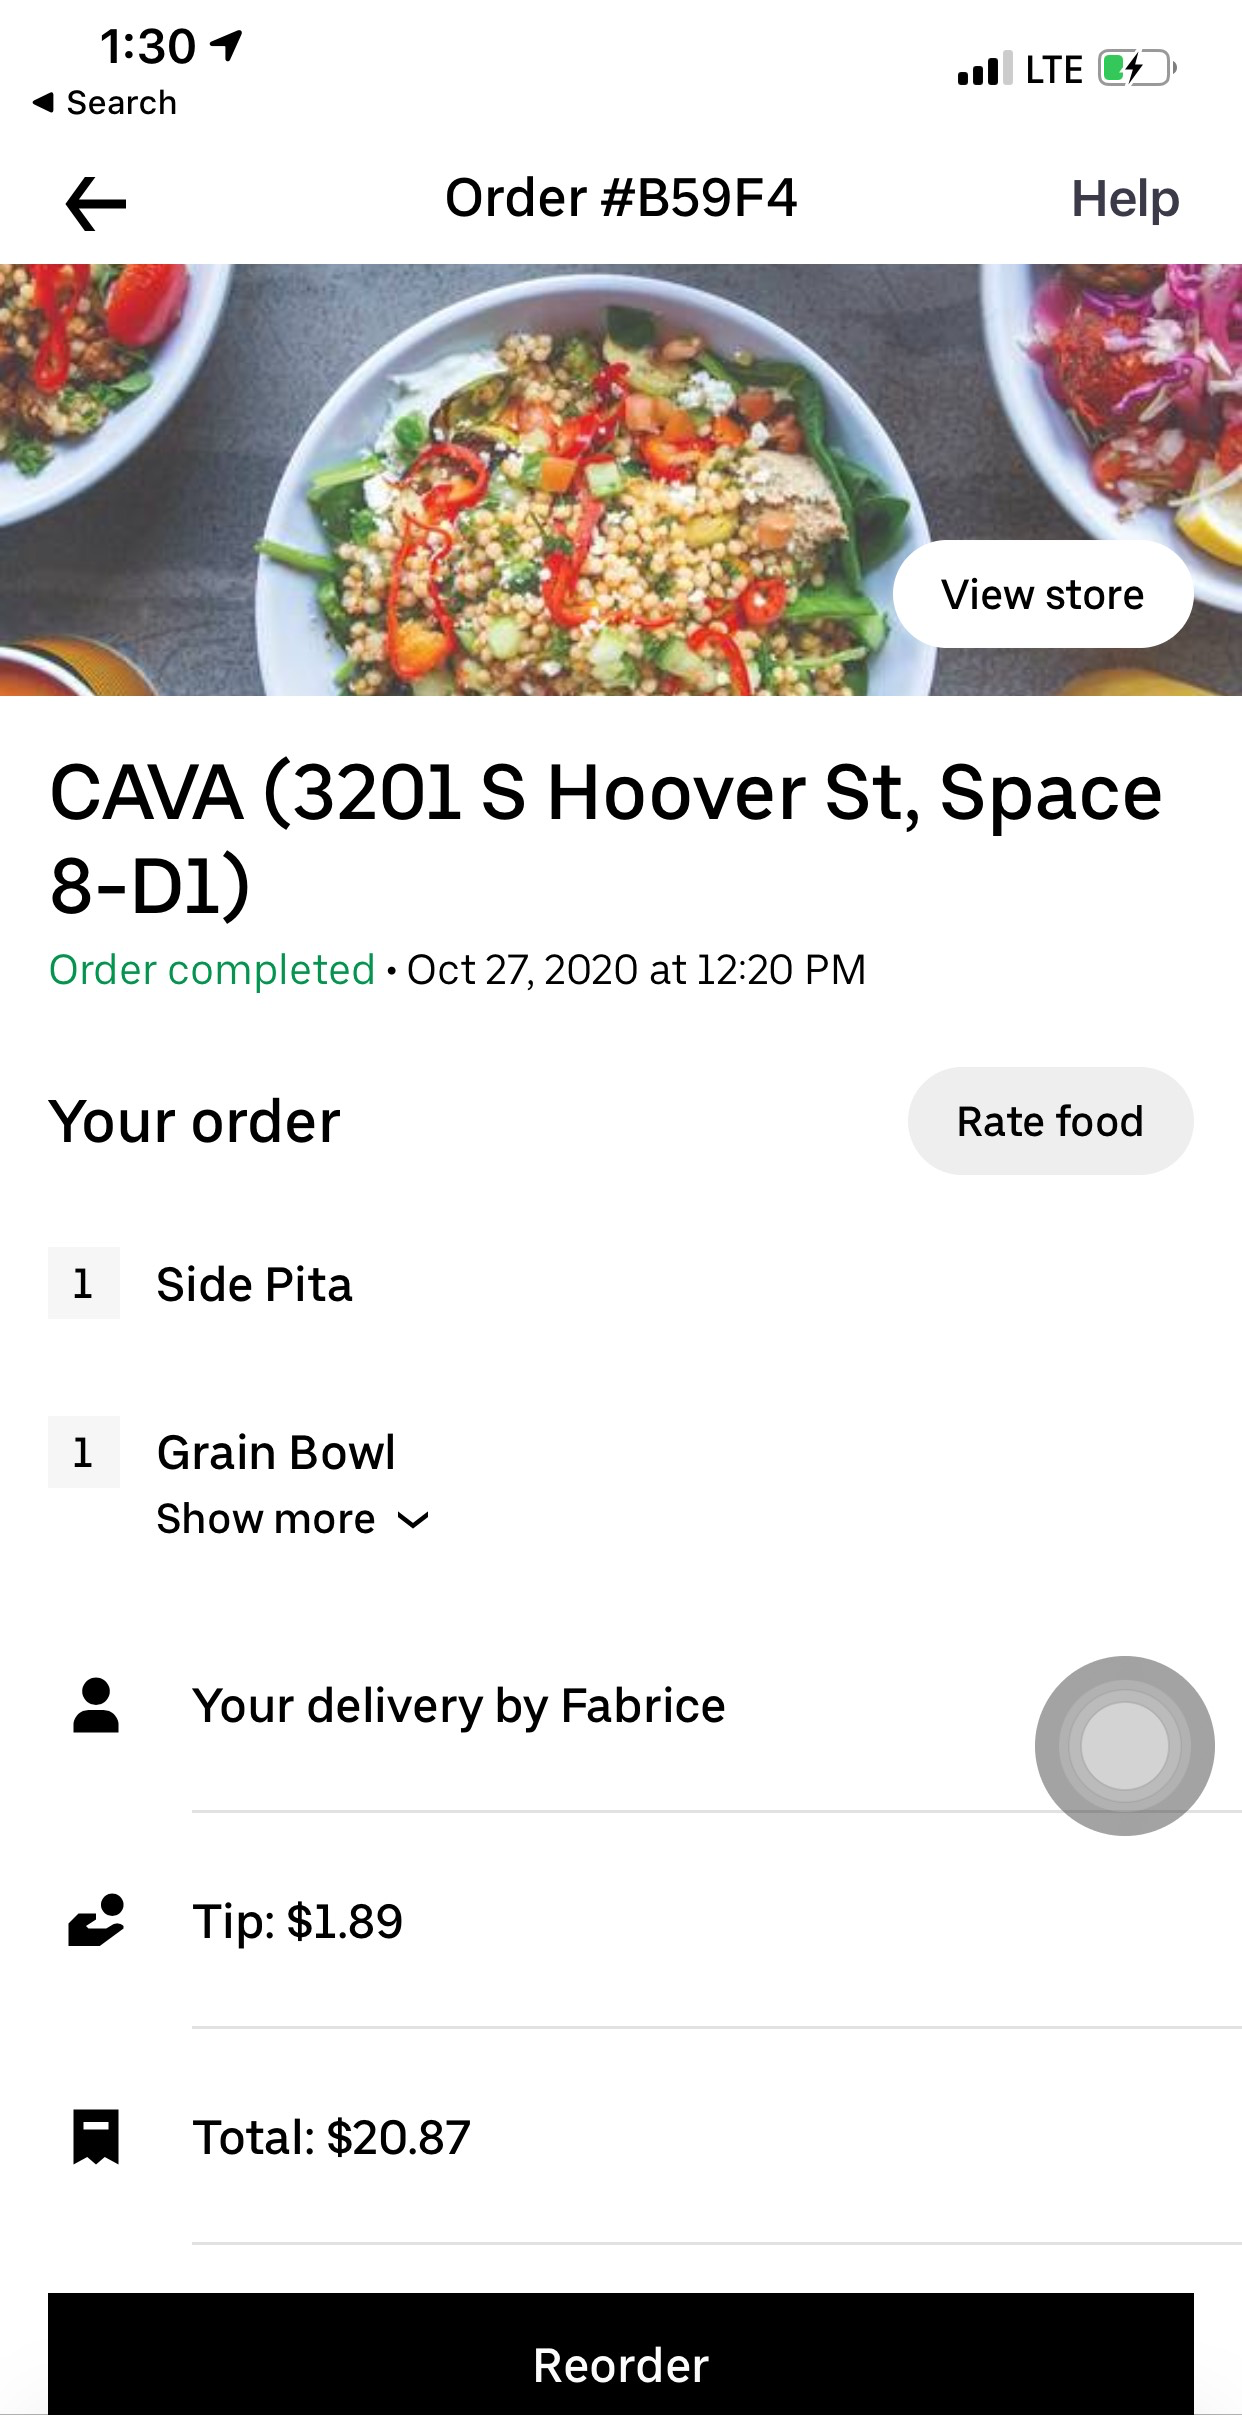 1:30
LTE
Search
Order #B59F4
Help
View store
CAVA (3201 S Hoover St, Space
8-D1)
Order completed • Oct 27, 2020 at 12:20 PM
Your order
Rate food
1 Side Pita
1 Grain Bowl
Show more
Your delivery by Fabrice
Tip: $1.89
Total: $20.87
Reorder